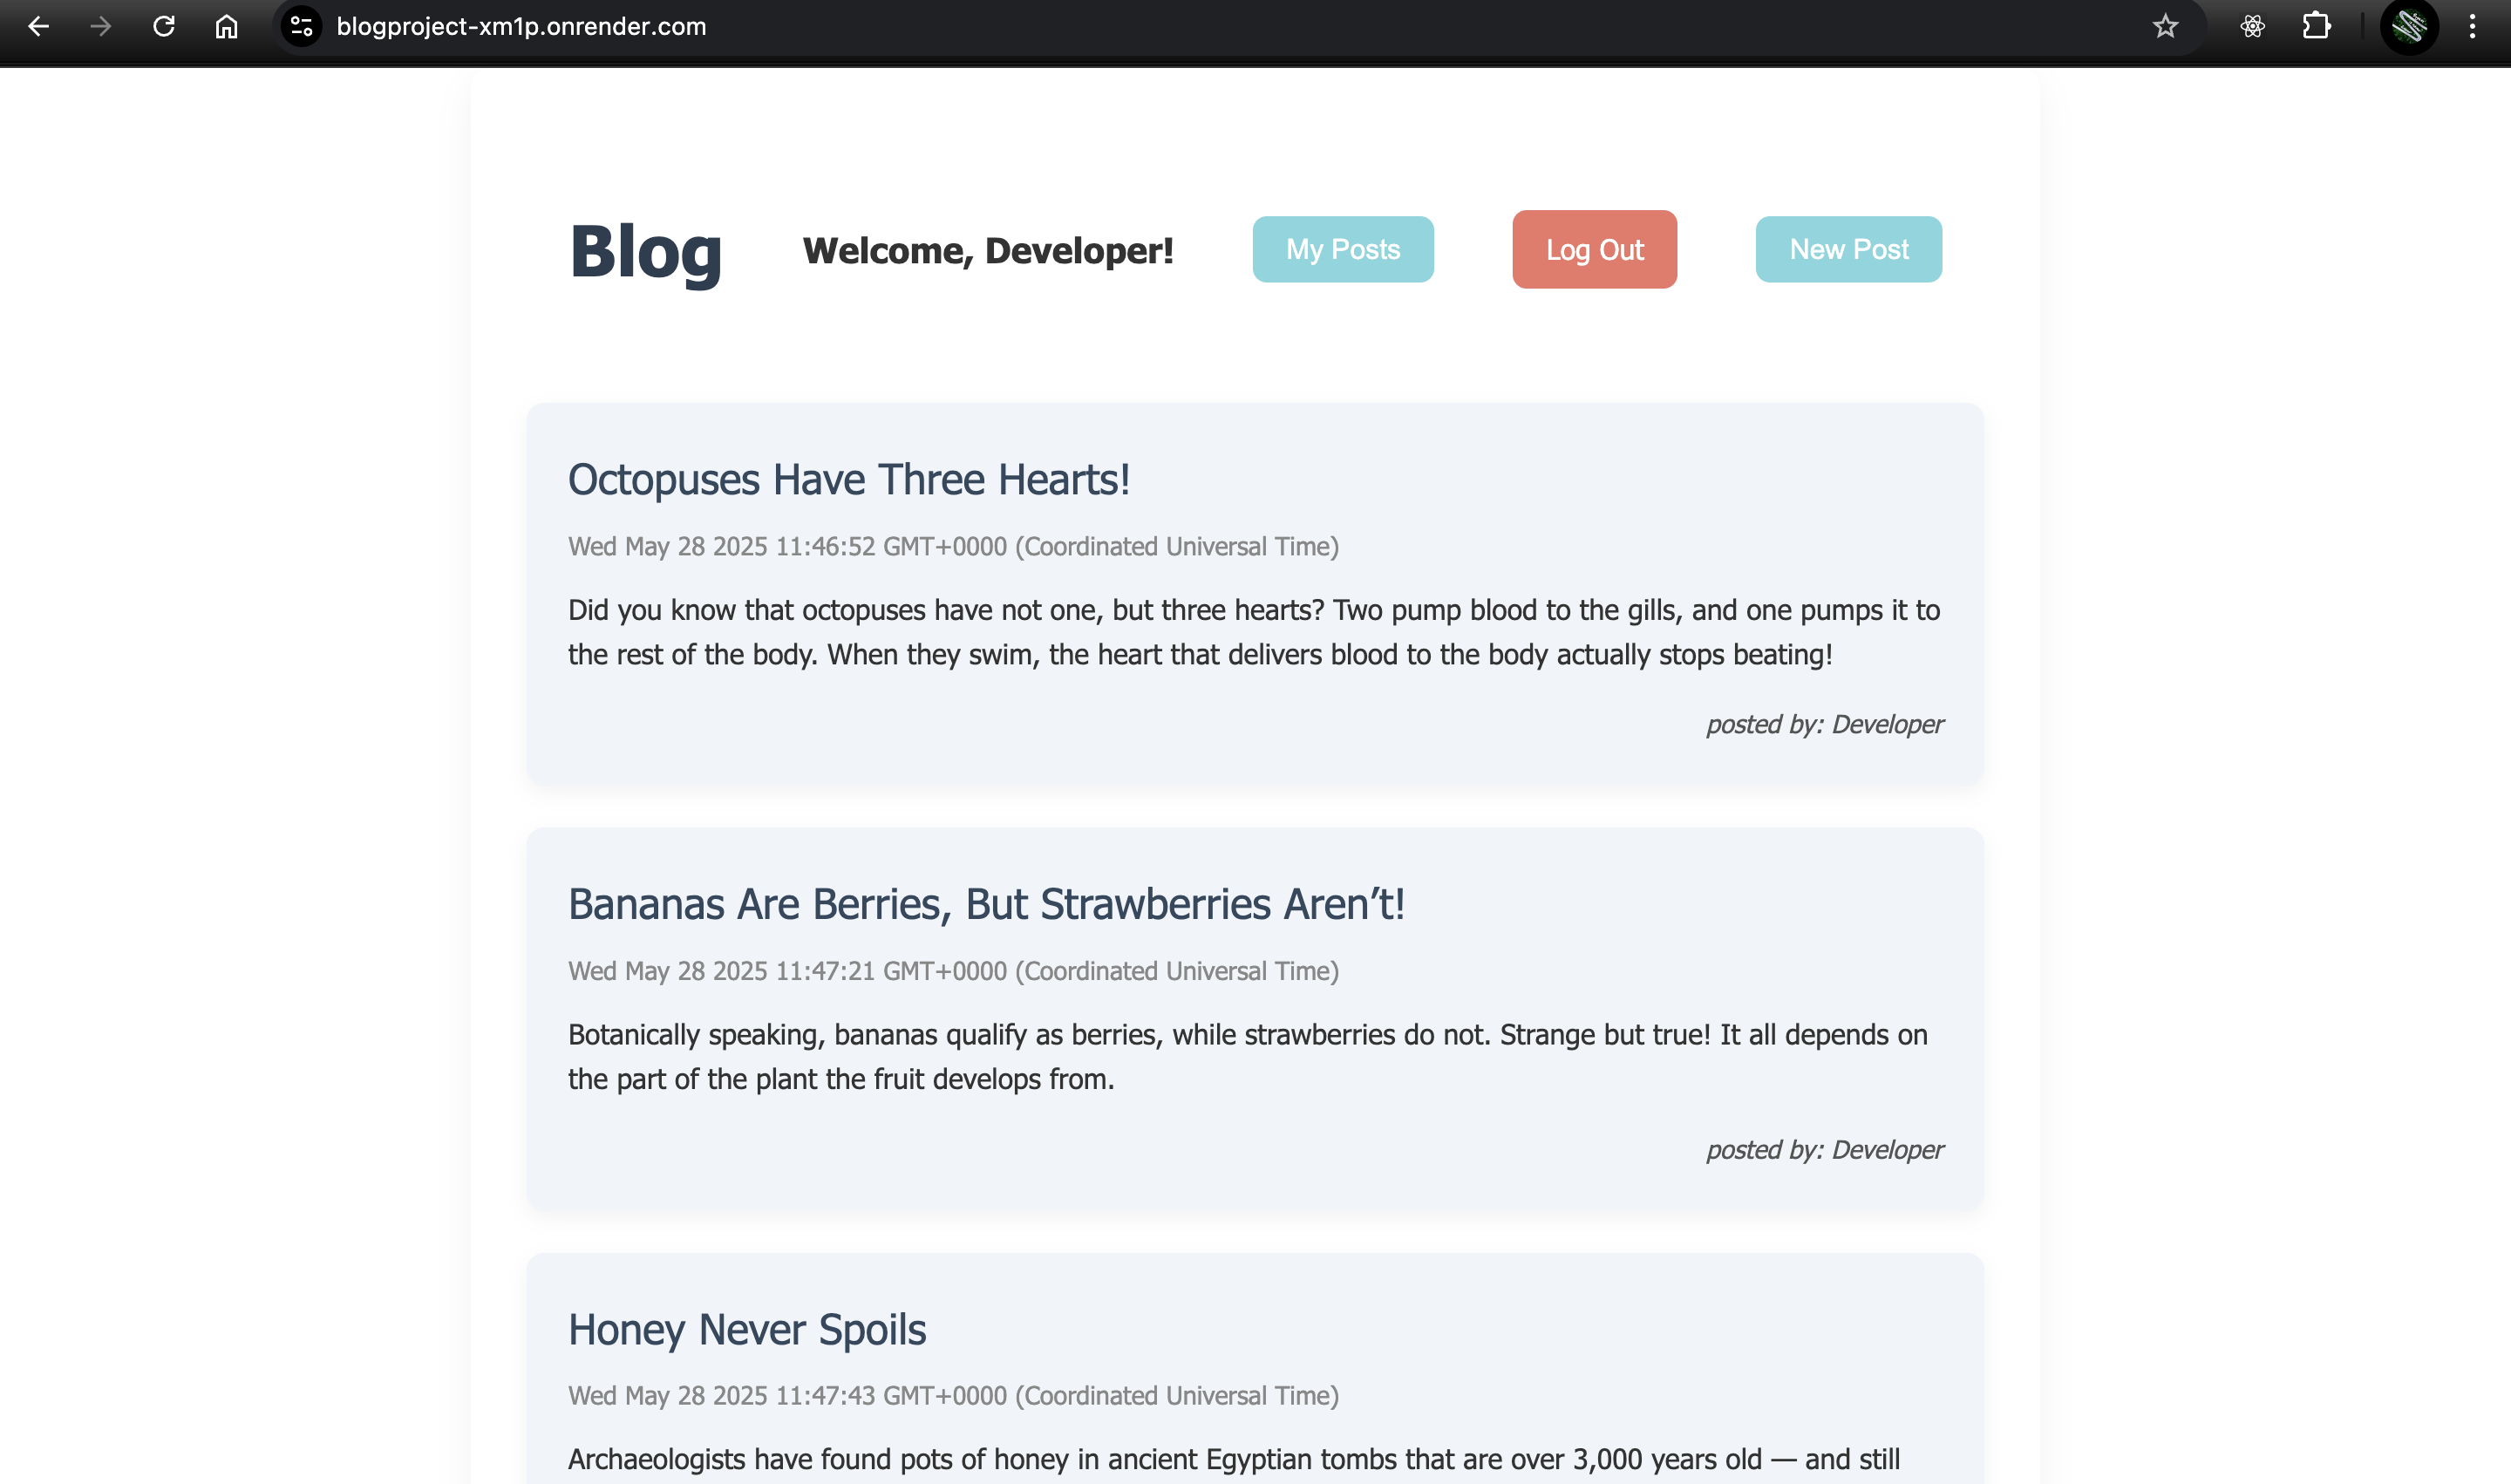 blogproject-xm1p.onrender.com
Blog
Welcome, Developer!
My Posts
Log Out
New Post
Octopuses Have Three Hearts!
Wed May 28 2025 11:46:52 GMT+0000 (Coordinated Universal Time)
Did you know that octopuses have not one, but three hearts? Two pump blood to the gills, and one pumps it to
the rest of the body. When they swim, the heart that delivers blood to the body actually stops beating!
posted by: Developer
Bananas Are Berries, But Strawberries Aren’t!
Wed May 28 2025 11:47:21 GMT+0000 (Coordinated Universal Time)
Botanically speaking, bananas qualify as berries, while strawberries do not. Strange but true! It all depends on
the part of the plant the fruit develops from.
posted by: Developer
Honey Never Spoils
Wed May 28 2025 11:47:43 GMT+0000 (Coordinated Universal Time)
Archaeologists have found pots of honey in ancient Egyptian tombs that are over 3,000 years old — and still